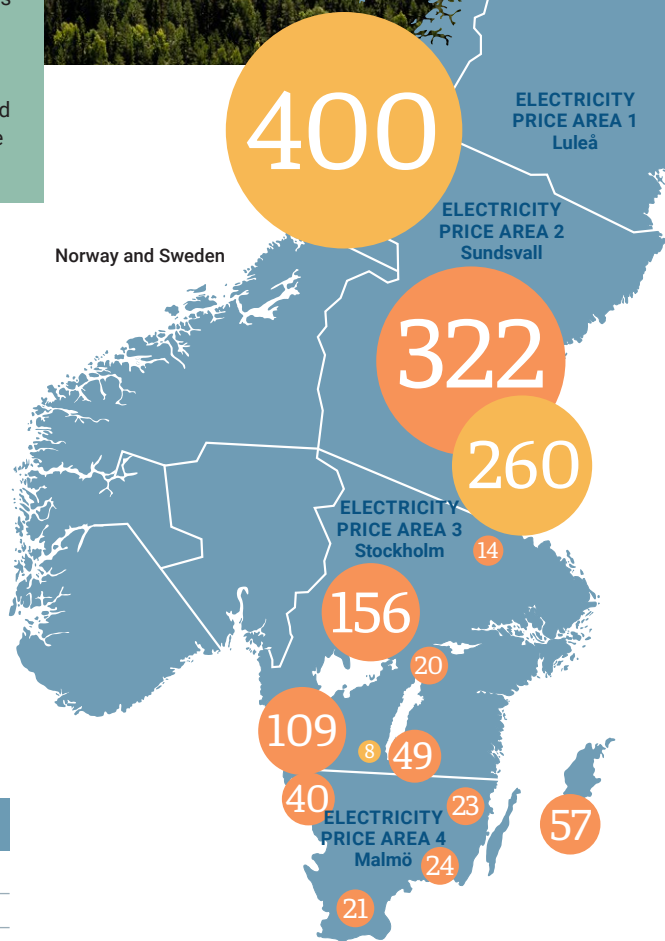 s
d
e
400
ELECTRICITY
PRICE AREA 1
Luleå
ELECTRICITY
PRICE AREA 2
Sundsvall
Norway and Sweden
322
260
ELECTRICITY
PRICE AREA 3
Stockholm
14
156
20
109
8
49
40
ELECTRICITY
PRICE AREA 4
Malmö
23
57
24
21